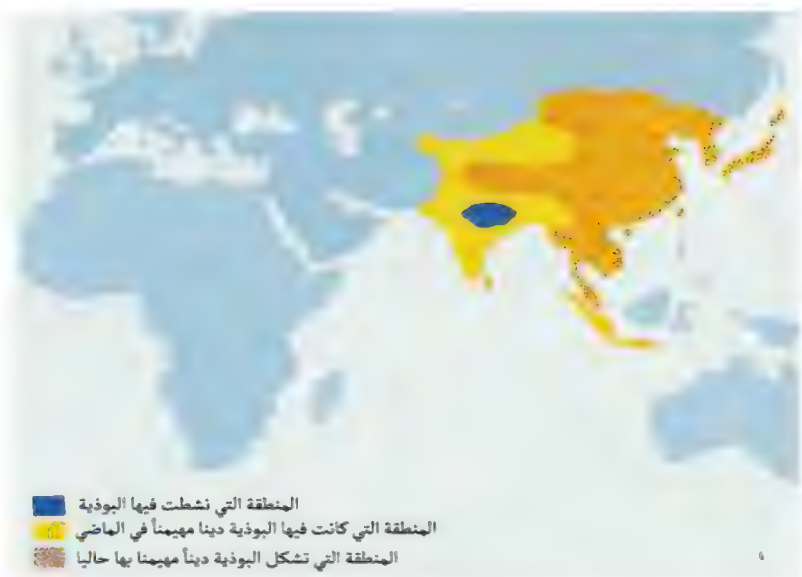 المنطقة التي نشطت فيها البوذية
المنطقة التي كانت فيها البوذية دينا مهيمناً في الماضي
المنطقة التي تشكل البوذية ديناً مهيمنا بها حاليا